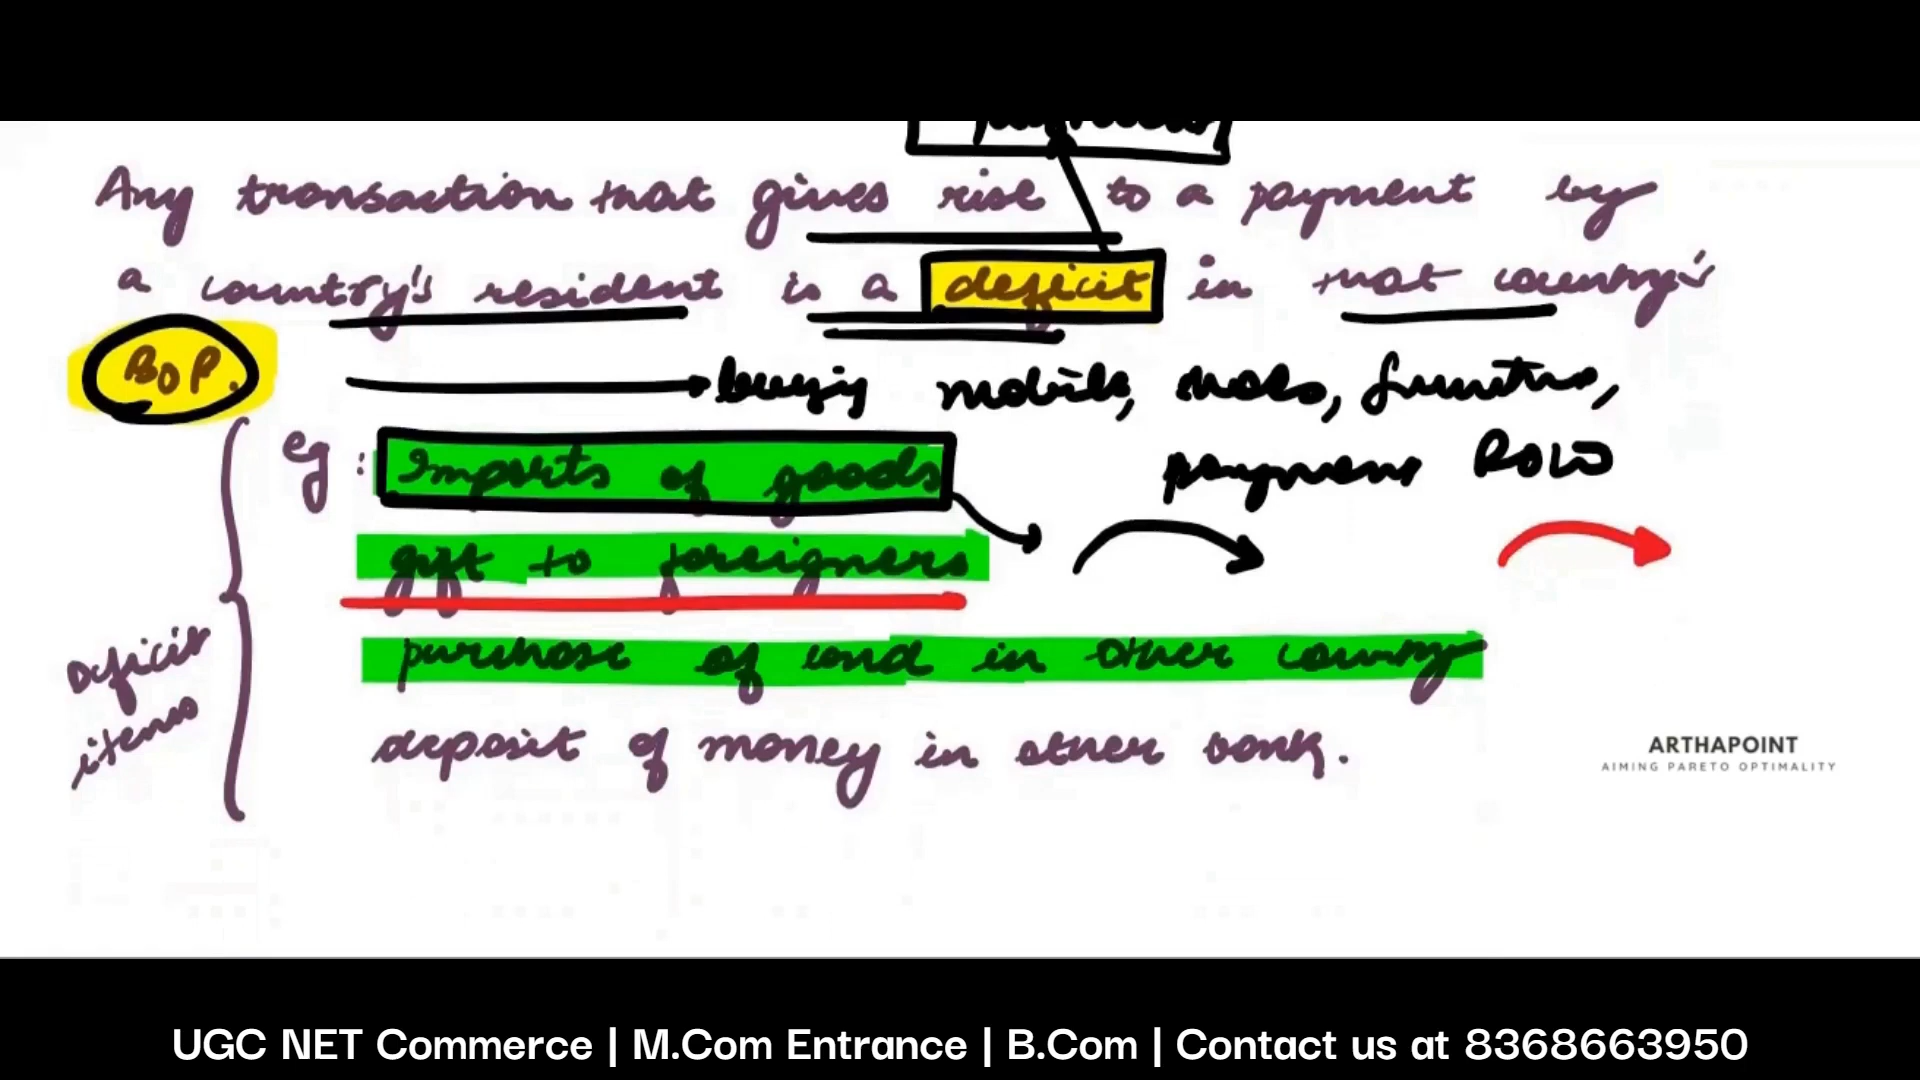 Any transaction that gives rise to a payment by
a country's resident is a deficit in that country's
BOP.
buying mobile,
payment ROW
eg : Imports of goods
gift to foreigners
purchase of land in other country
deposit of money in other bank.
Deficit
items
ARTHAPOINT
AIMING PARETO OPTIMALITY
UGC NET Commerce | M.Com Entrance | B.Com | Contact us at 8368663950